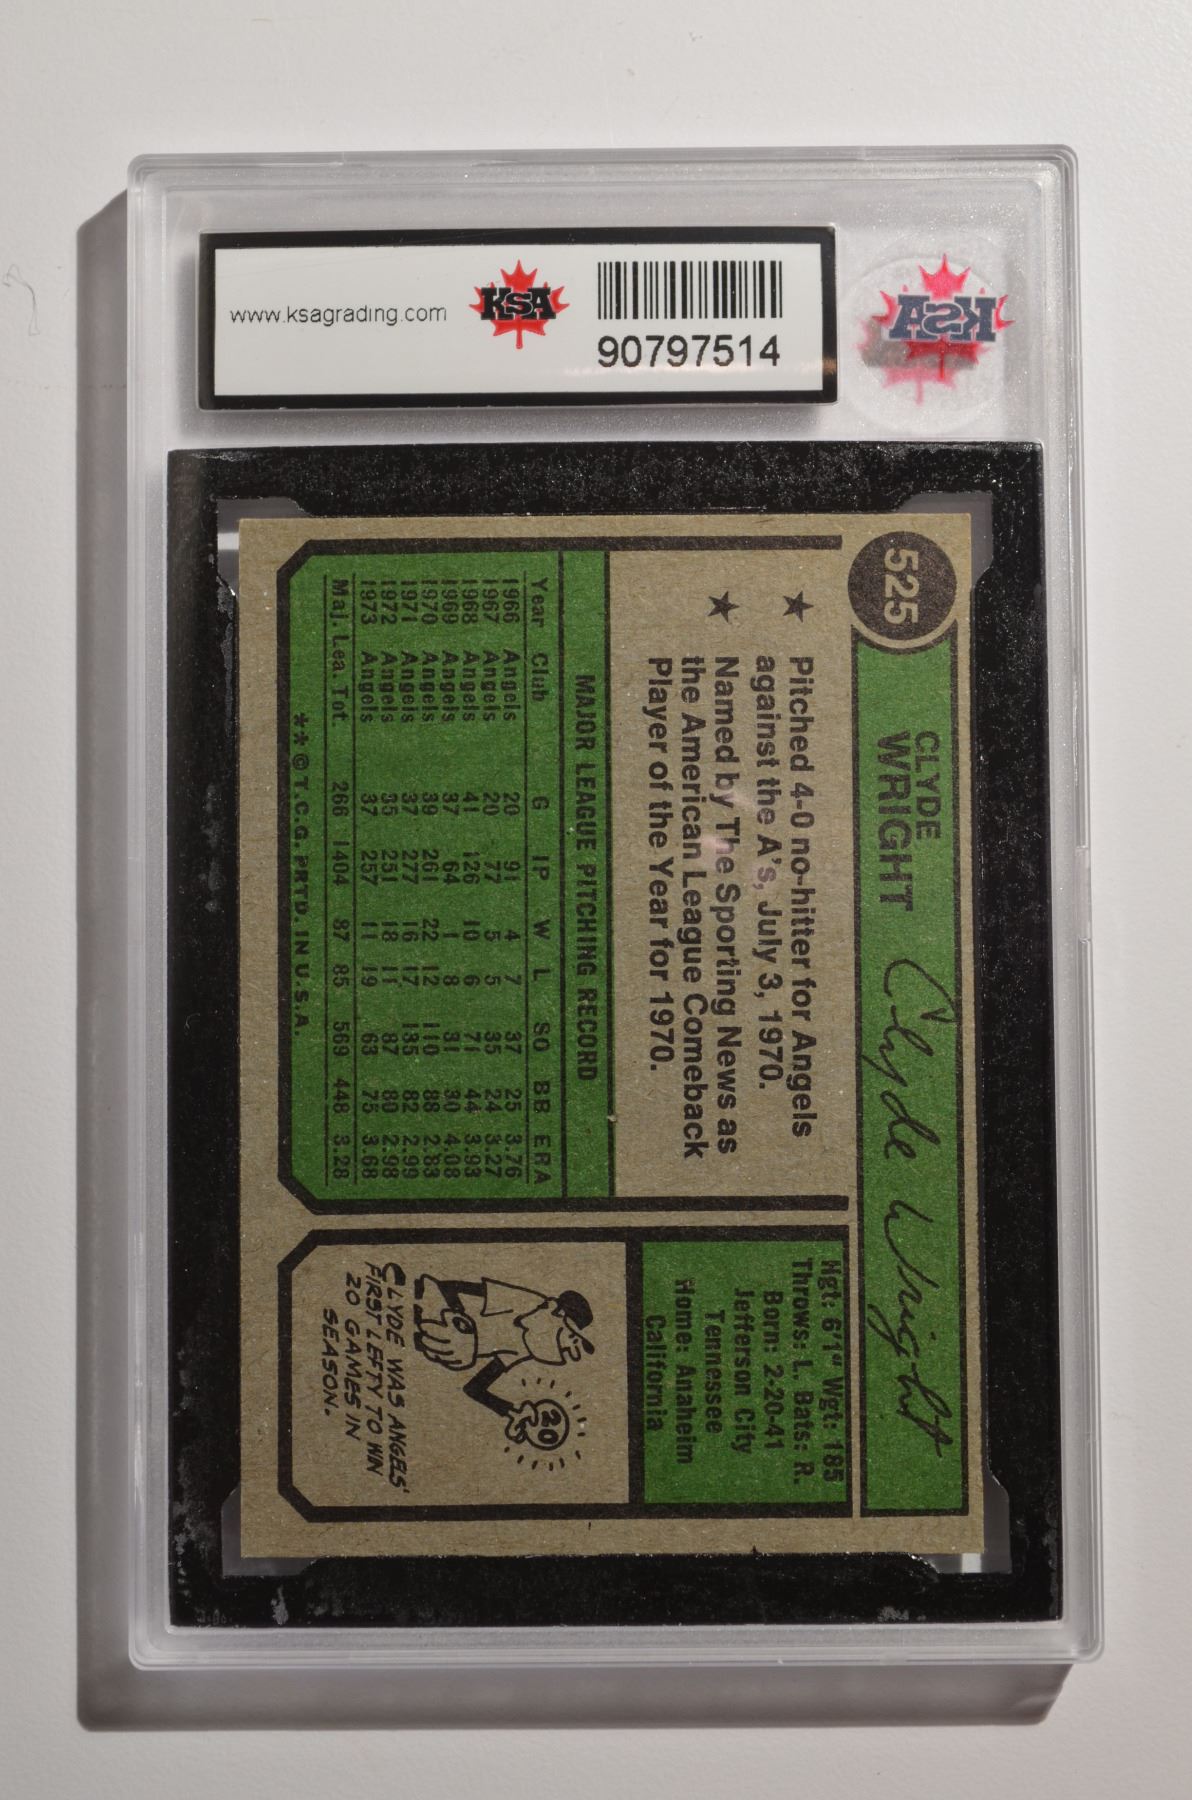 www.ksagrading.com
KSA
90797514
KSA
525
CLYDE
WRIGHT
Clyde Wright
★ Pitched 4-0 no-hitter for Angels
against the A's, July 3, 1970.
★ Named by The Sporting News as
the American League Comeback
Player of the Year for 1970.
Hgt: 6'1" Wgt: 185
Throws: L. Bats: R.
Born: 2-20-41
Jefferson City
Tennessee
Home: Anaheim
California
MAJOR LEAGUE PITCHING RECORD
Year Club G IP W L SO BB ERA
1966 Angels 20 91 4 7 37 25 3.76
1967 Angels 20 77 5 5 35 24 3.27
1968 Angels 41 126 10 6 71 44 3.93
1969 Angels 37 64 1 8 31 30 4.08
1970 Angels 39 261 22 12 110 88 2.83
1971 Angels 37 277 16 17 135 82 2.99
1972 Angels 35 251 18 11 87 80 2.98
1973 Angels 37 257 11 19 63 75 3.68
Maj. Lea. Tot. 266 1404 87 85 569 448 3.28
**©T.C.G. PRTD. IN U.S.A.
20
CLYDE WAS ANGELS'
FIRST LEFTY TO WIN
20 GAMES IN
SEASON.